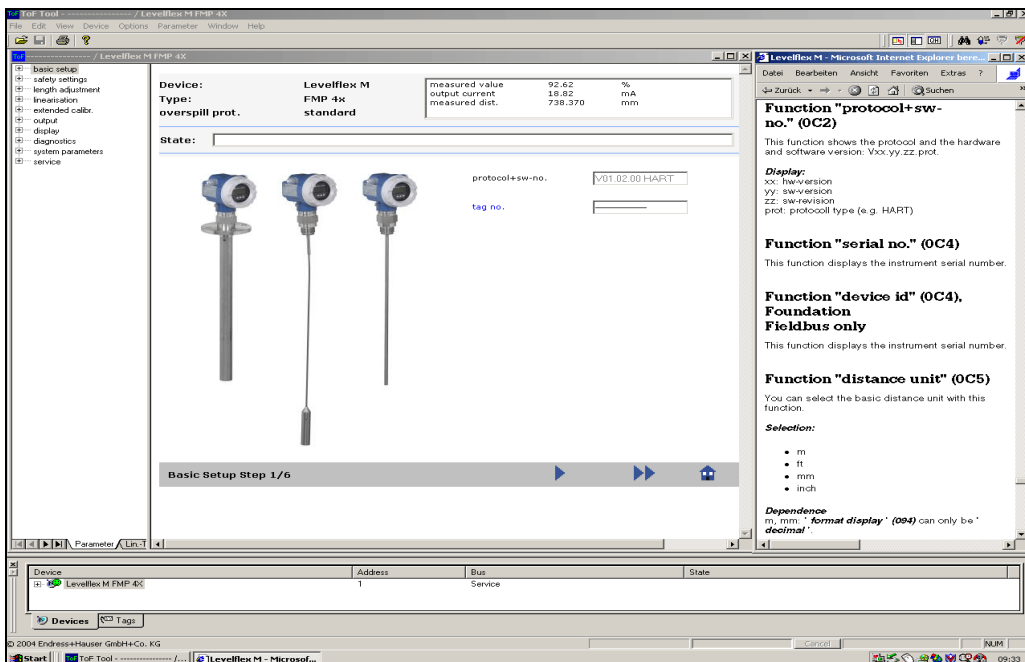 ToF Tool - ---------------- / Levelflex M FMP 4X
File Edit View Device Options Parameter Window Help
---------------- / Levelflex M FMP 4X
basic setup
safety settings
length adjustment
linearisation
extended calibr.
output
display
diagnostics
system parameters
service
Device: Levelflex M
Type: FMP 4x
overspill prot. standard
measured value 92.62 %
output current 18.82 mA
measured dist. 738.370 mm
State:
protocol+sw-no. V01.02.00 HART
tag no. ----------------
Basic Setup Step 1/6
Parameter Lin.-T
Levelflex M - Microsoft Internet Explorer bere...
Datei Bearbeiten Ansicht Favoriten Extras ?
Zurück Suchen
Function "protocol+sw-
no." (0C2)
This function shows the protocol and the hardware
and software version: Vxx.yy.zz.prot.
Display:
xx: hw-version
yy: sw-version
zz: sw-revision
prot: protocoll type (e.g. HART)
Function "serial no." (0C4)
This function displays the instrument serial number.
Function "device id" (0C4),
Foundation
Fieldbus only
This function displays the instrument serial number.
Function "distance unit" (0C5)
You can select the basic distance unit with this
function.
Selection:
m
ft
mm
inch
Dependence
m, mm: ' format display ' (094) can only be '
decimal '.
Device Address Bus State
Levelflex M FMP 4X 1 Service
Devices Tags
© 2004 Endress+Hauser GmbH+Co. KG
Cancel NUM
Start ToF Tool - ---------------- /... Levelflex M - Microsof... 09:33